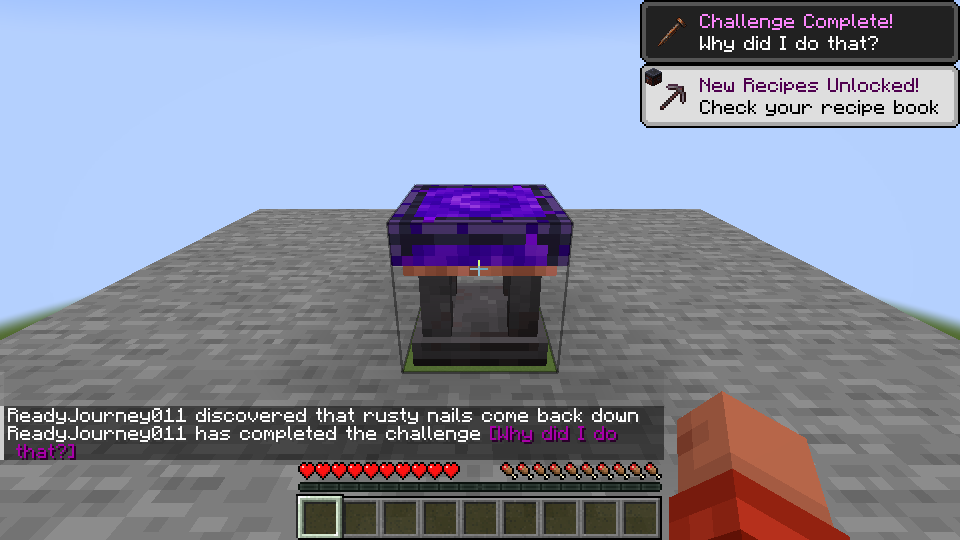 Challenge Complete!
Why did I do that?
New Recipes Unlocked!
Check your recipe book
ReadyJourney011 discovered that rusty nails come back down
ReadyJourney011 has completed the challenge [Why did I do
that?]